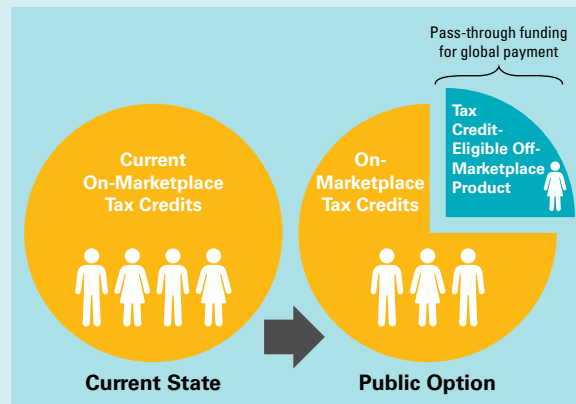 Pass-through funding
for global payment
Current
On-Marketplace
Tax Credits
On-
Marketplace
Tax Credits
Tax
Credit-
Eligible Off-
Marketplace
Product
Current State
Public Option